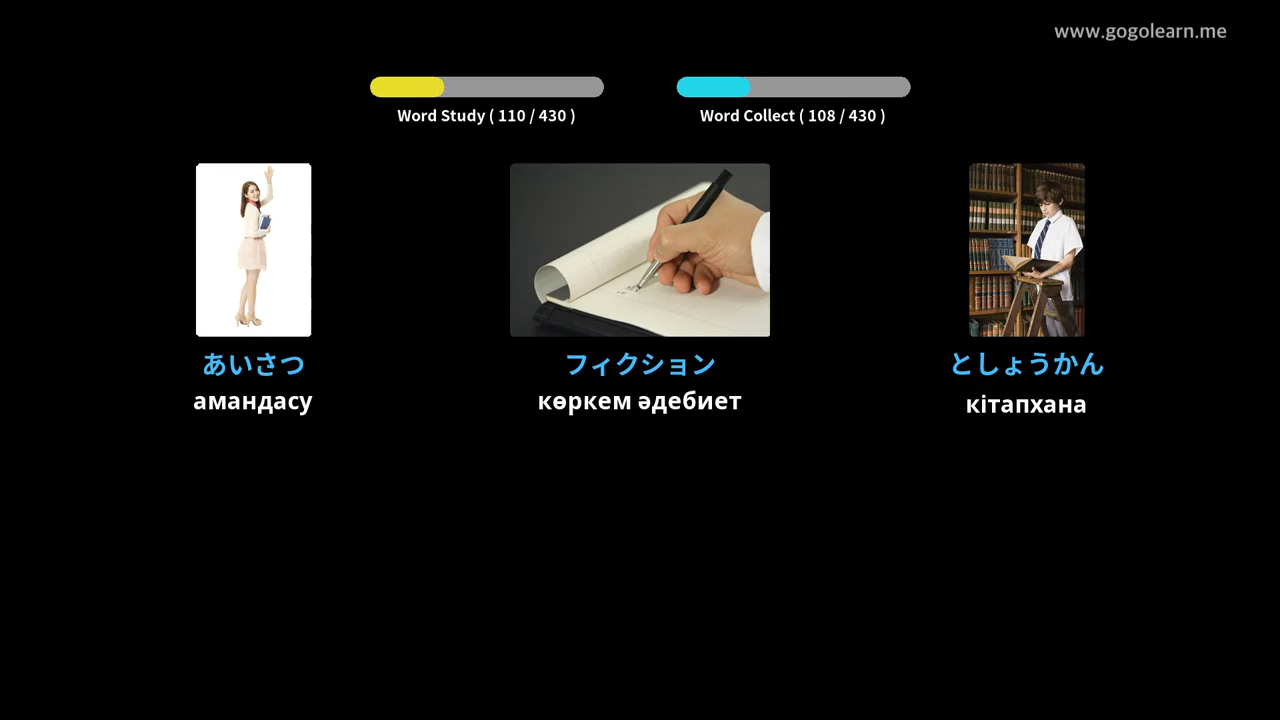 www.gogolearn.me
Word Study ( 110 / 430 )
Word Collect ( 108 / 430 )
あいさつ
амандасу
フィクション
көркем әдебиет
としょうかん
кітапхана